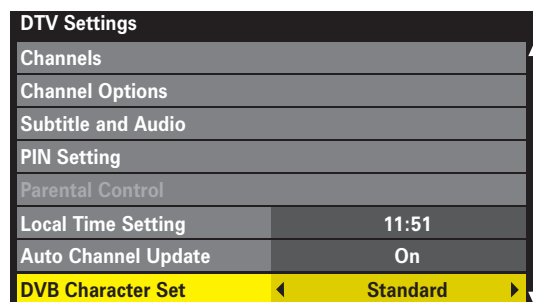 DTV Settings
Channels
Channel Options
Subtitle and Audio
PIN Setting
Parental Control
Local Time Setting 11:51
Auto Channel Update On
DVB Character Set Standard